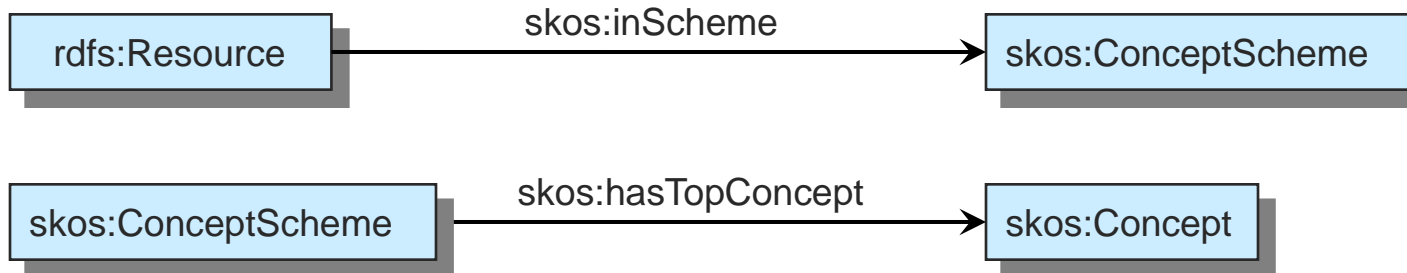 skos:inScheme
rdfs:Resource
skos:ConceptScheme
skos:hasTopConcept
skos:ConceptScheme
skos:Concept